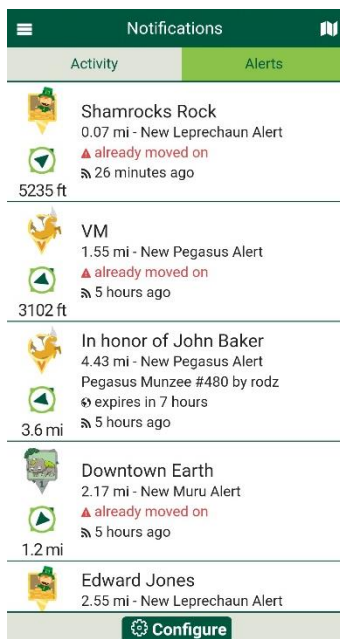 Notifications
Activity
Alerts
Shamrocks Rock
0.07 mi - New Leprechaun Alert
already moved on
26 minutes ago
5235 ft
VM
1.55 mi - New Pegasus Alert
already moved on
5 hours ago
3102 ft
In honor of John Baker
4.43 mi - New Pegasus Alert
Pegasus Munzee #480 by rodz
expires in 7 hours
5 hours ago
3.6 mi
Downtown Earth
2.17 mi - New Muru Alert
already moved on
5 hours ago
1.2 mi
Edward Jones
2.55 mi - New Leprechaun Alert
Configure